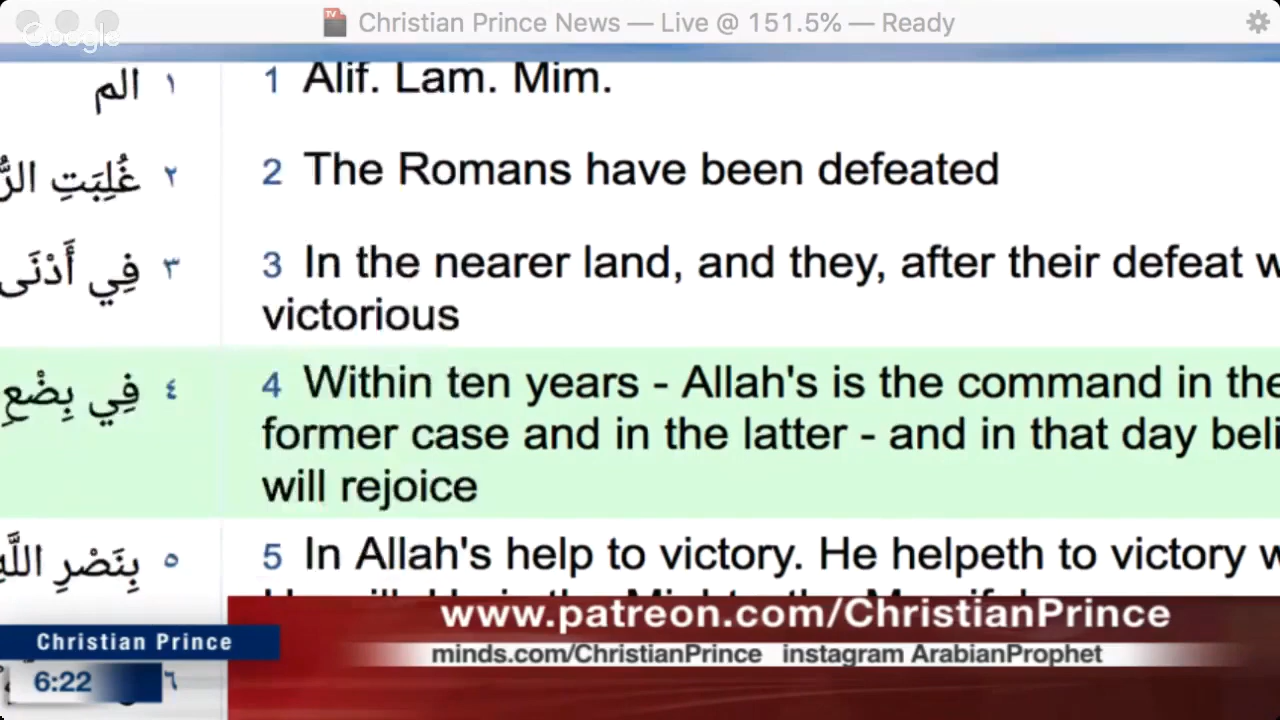 Christian Prince News — Live @ 151.5% — Ready
Google
الم ١
1 Alif. Lam. Mim.
غُلِبَتِ ٢
2 The Romans have been defeated
فِي أَدْنَى ٣
3 In the nearer land, and they, after their defeat
victorious
فِي بِضْعِ ٤
4 Within ten years - Allah's is the command in the
former case and in the latter - and in that day
will rejoice
بِنَصْرِ اللَّهِ ٥
5 In Allah's help to victory. He helpeth to victory
www.patreon.com/ChristianPrince
Christian Prince
minds.com/ChristianPrince instagram ArabianProphet
6:22
٦